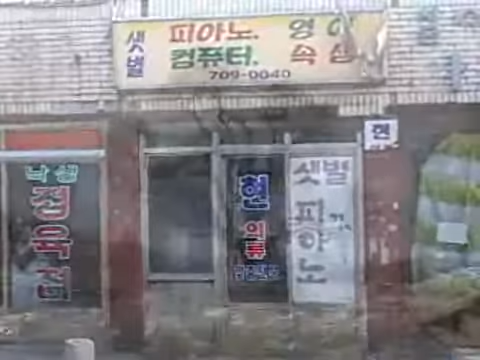 샛별
피아노. 영어
컴퓨터. 속셈
709-0040
현
낙생
정육점
현
의류
샛별
피아노